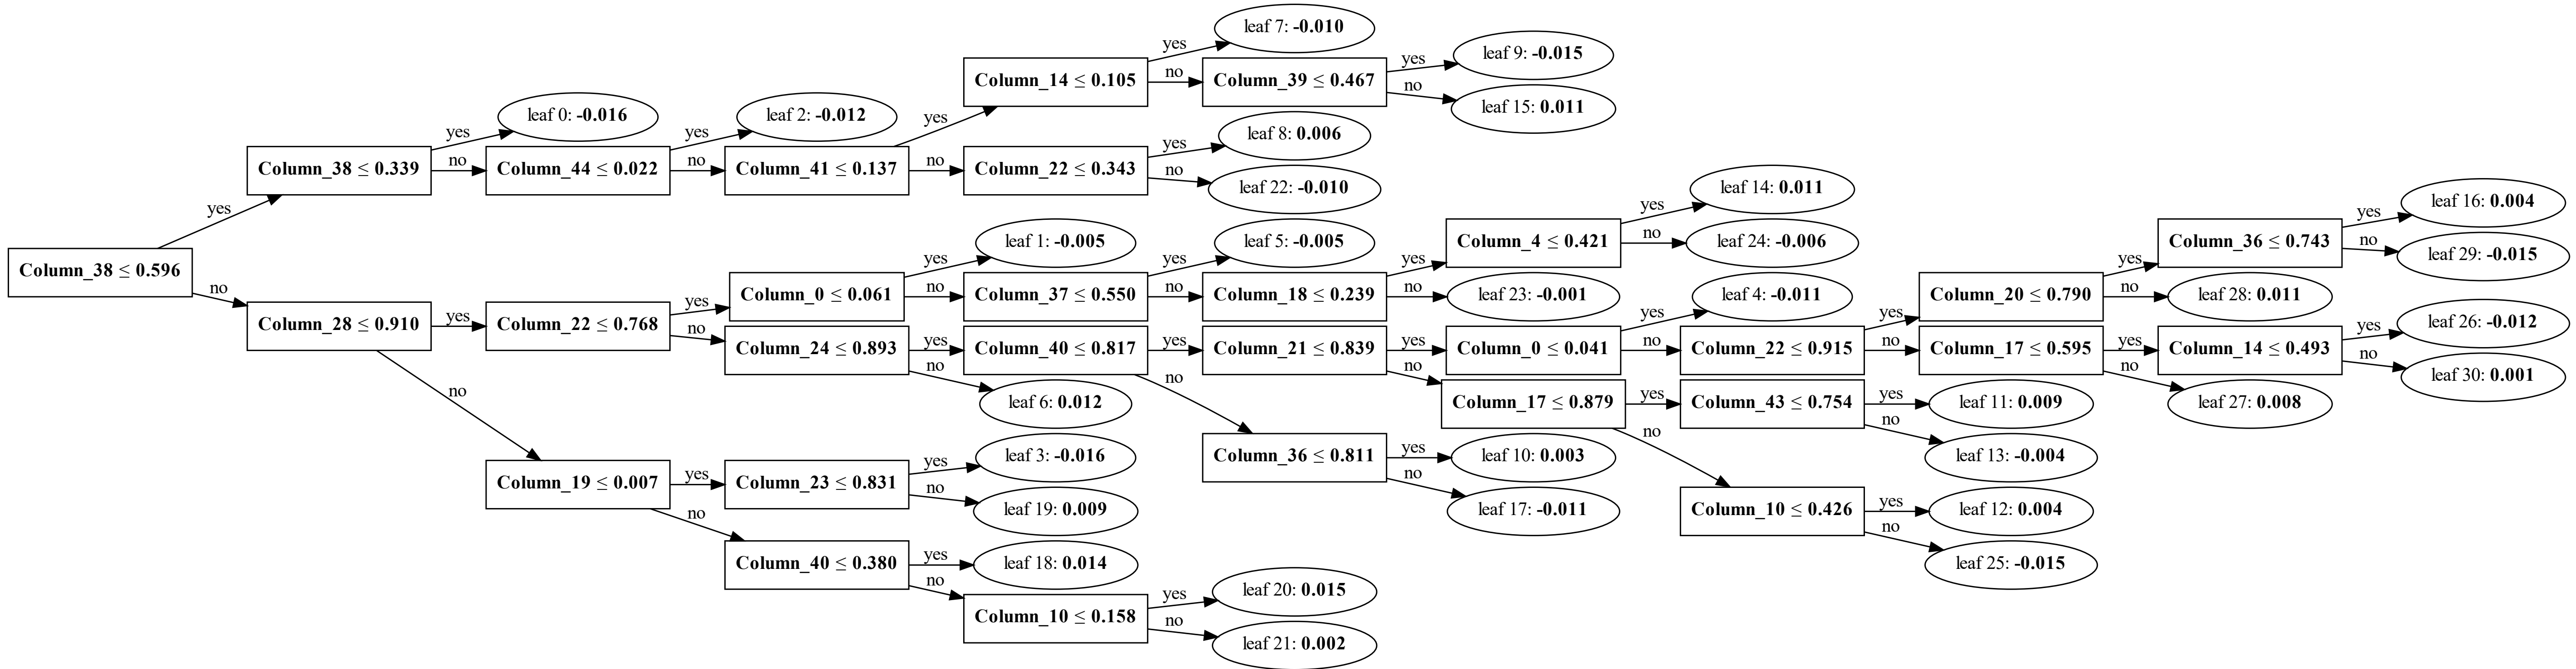 Column_38 ≤ 0.596
yes
no
Column_38 ≤ 0.339
yes
leaf 0: -0.016
no
Column_44 ≤ 0.022
yes
leaf 2: -0.012
no
Column_41 ≤ 0.137
yes
Column_14 ≤ 0.105
yes
leaf 7: -0.010
no
Column_39 ≤ 0.467
yes
leaf 9: -0.015
no
leaf 15: 0.011
no
Column_22 ≤ 0.343
yes
leaf 8: 0.006
no
leaf 22: -0.010
Column_28 ≤ 0.910
yes
Column_22 ≤ 0.768
yes
Column_0 ≤ 0.061
yes
leaf 1: -0.005
no
Column_37 ≤ 0.550
yes
leaf 5: -0.005
no
Column_18 ≤ 0.239
yes
Column_4 ≤ 0.421
yes
leaf 14: 0.011
no
leaf 24: -0.006
no
leaf 23: -0.001
no
Column_24 ≤ 0.893
yes
Column_40 ≤ 0.817
yes
Column_21 ≤ 0.839
yes
Column_0 ≤ 0.041
yes
leaf 4: -0.011
no
Column_22 ≤ 0.915
yes
Column_20 ≤ 0.790
yes
Column_36 ≤ 0.743
yes
leaf 16: 0.004
no
leaf 29: -0.015
no
leaf 28: 0.011
no
Column_17 ≤ 0.595
yes
Column_14 ≤ 0.493
yes
leaf 26: -0.012
no
leaf 30: 0.001
no
leaf 27: 0.008
no
Column_17 ≤ 0.879
yes
Column_43 ≤ 0.754
yes
leaf 11: 0.009
no
leaf 13: -0.004
no
Column_10 ≤ 0.426
yes
leaf 12: 0.004
no
leaf 25: -0.015
no
Column_36 ≤ 0.811
yes
leaf 10: 0.003
no
leaf 17: -0.011
no
leaf 6: 0.012
no
Column_19 ≤ 0.007
yes
Column_23 ≤ 0.831
yes
leaf 3: -0.016
no
leaf 19: 0.009
no
Column_40 ≤ 0.380
yes
leaf 18: 0.014
no
Column_10 ≤ 0.158
yes
leaf 20: 0.015
no
leaf 21: 0.002